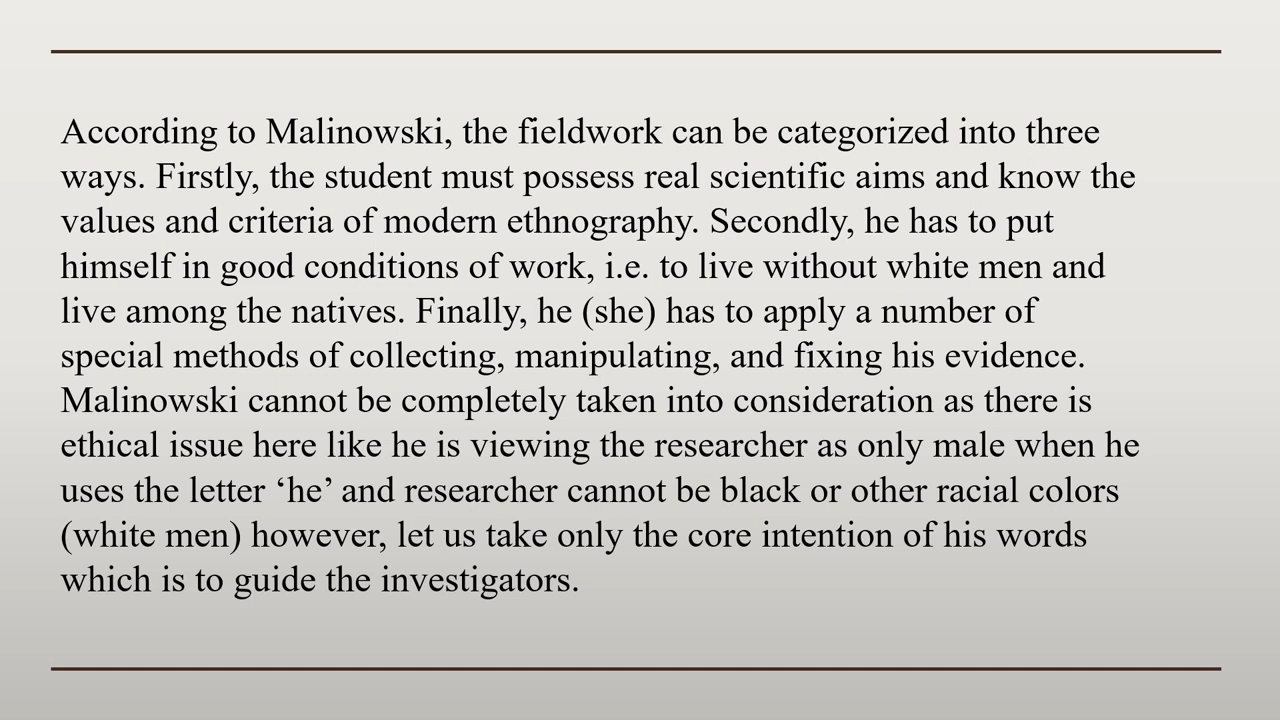 According to Malinowski, the fieldwork can be categorized into three
ways. Firstly, the student must possess real scientific aims and know the
values and criteria of modern ethnography. Secondly, he has to put
himself in good conditions of work, i.e. to live without white men and
live among the natives. Finally, he (she) has to apply a number of
special methods of collecting, manipulating, and fixing his evidence.
Malinowski cannot be completely taken into consideration as there is
ethical issue here like he is viewing the researcher as only male when he
uses the letter ‘he’ and researcher cannot be black or other racial colors
(white men) however, let us take only the core intention of his words
which is to guide the investigators.